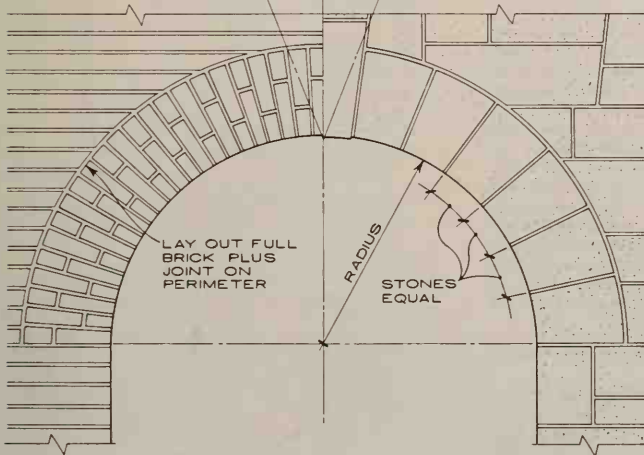 LAY OUT FULL
BRICK PLUS
JOINT ON
PERIMETER
RADIUS
STONES
EQUAL